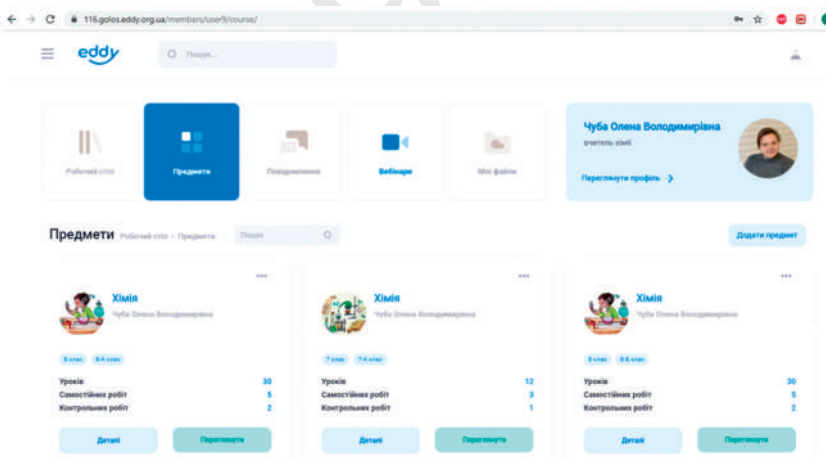 116.golos.eddy.org.ua/members/user9/course/
eddy
Пошук...
Робочий стіл
Предмети
Повідомлення
Вебінари
Мої файли
Чуба Олена Володимирівна
вчитель хімії
Переглянути профіль
Предмети Робочий стіл • Предмети Пошук
Додати предмет
Хімія
Чуба Олена Володимирівна
Уроків 30
Самостійних робіт 5
Контрольних робіт 2
Деталі Переглянути
Хімія
Чуба Олена Володимирівна
7 клас 7-А клас
Уроків 12
Самостійних робіт 3
Контрольних робіт 1
Деталі Переглянути
Хімія
Чуба Олена Володимирівна
Уроків 30
Самостійних робіт 5
Контрольних робіт 2
Деталі Переглянути